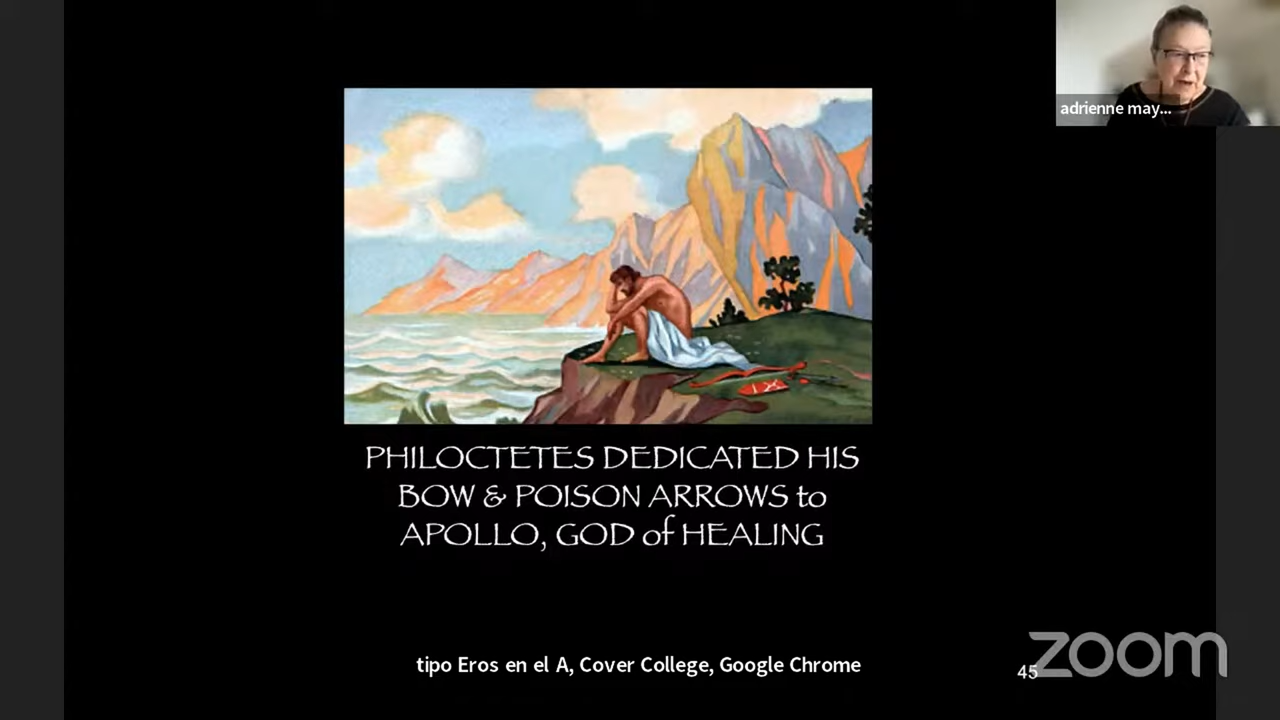 adrienne may...
PHILOCTETES DEDICATED HIS
BOW & POISON ARROWS to
APOLLO, GOD of HEALING
tipo Eros en el A, Cover College, Google Chrome
45
zoom